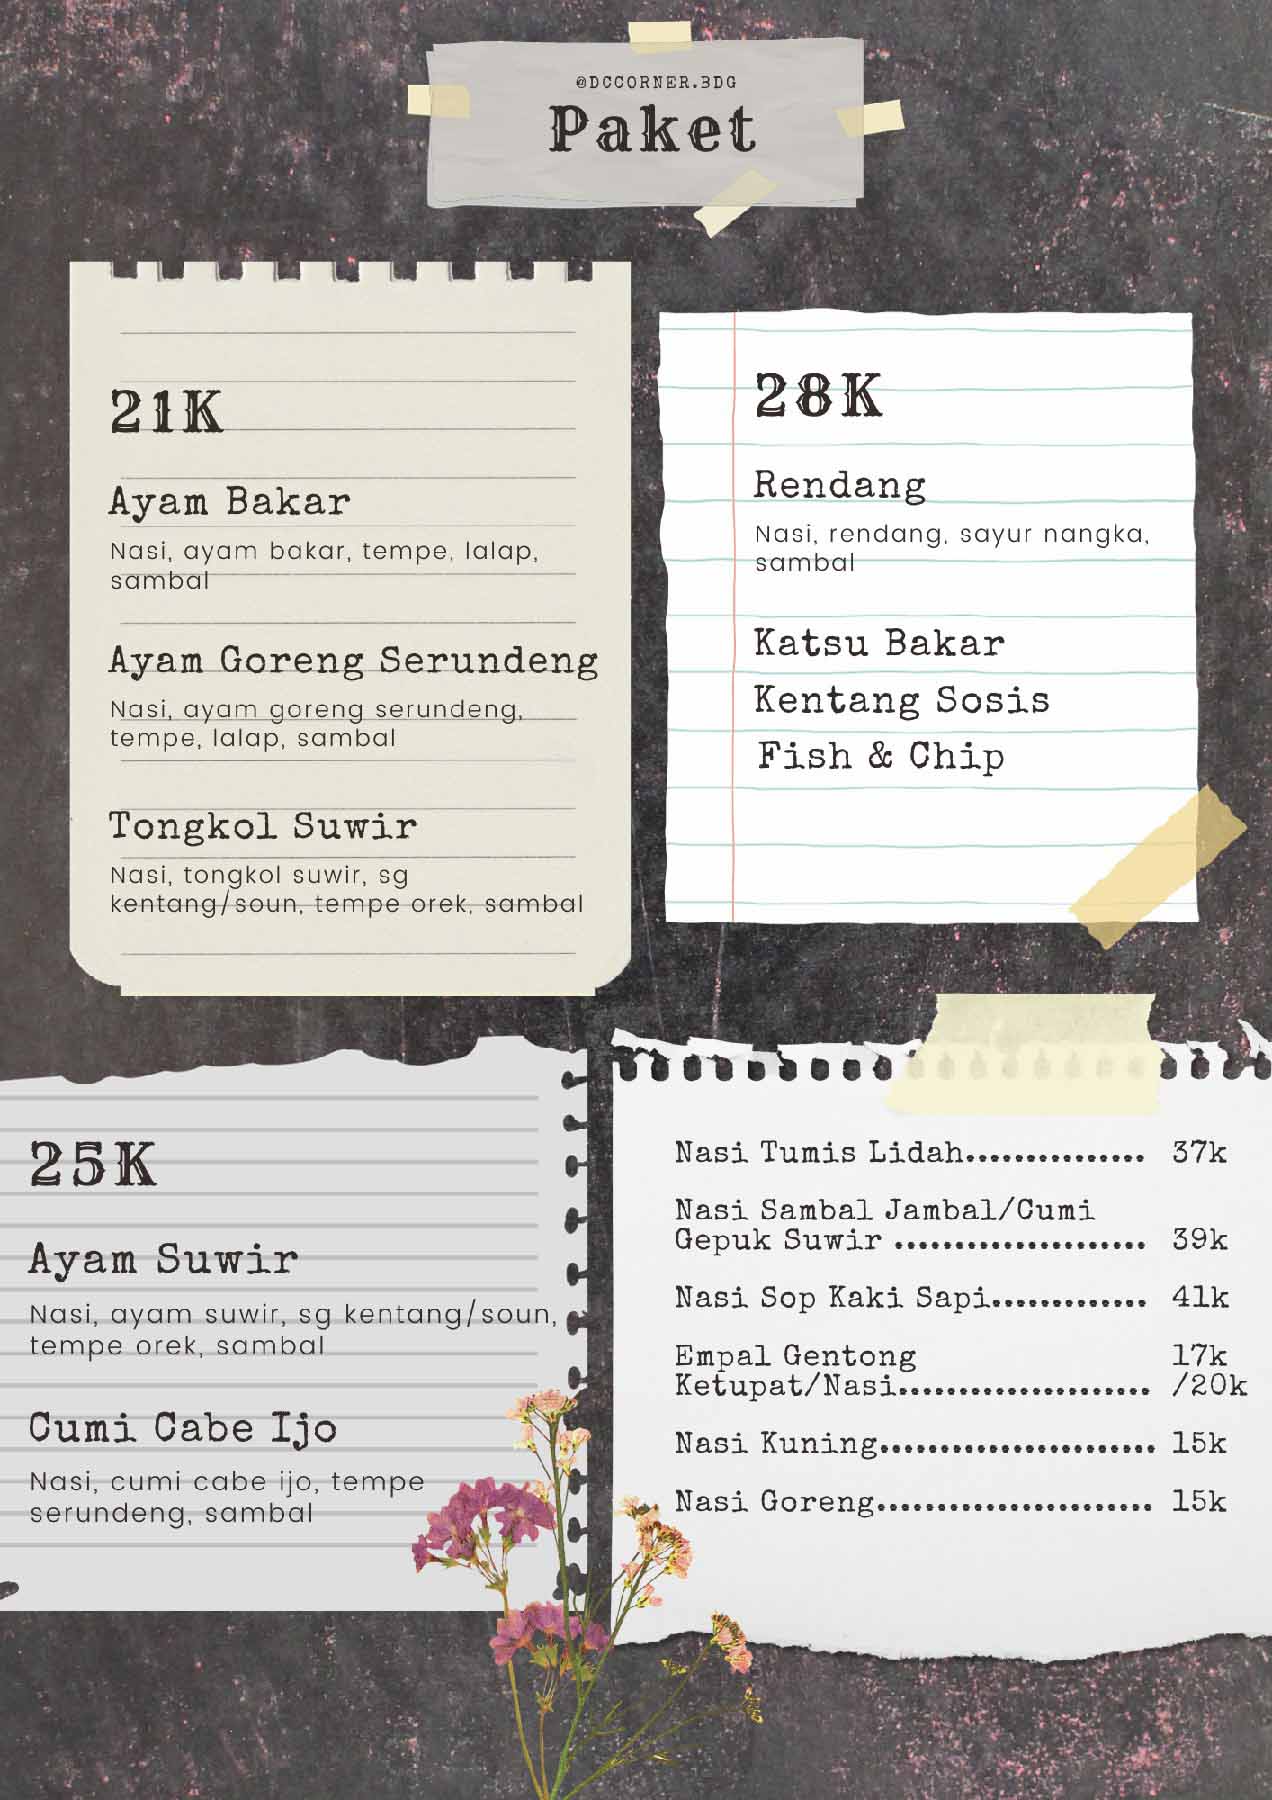 @DCCORNER.BDG
Paket
21K
Ayam Bakar
Nasi, ayam bakar, tempe, lalap,
sambal
Ayam Goreng Serundeng
Nasi, ayam goreng serundeng,
tempe, lalap, sambal
Tongkol Suwir
Nasi, tongkol suwir, sg
kentang/soun, tempe orek, sambal
28K
Rendang
Nasi, rendang, sayur nangka,
sambal
Katsu Bakar
Kentang Sosis
Fish & Chip
25K
Ayam Suwir
Nasi, ayam suwir, sg kentang/soun,
tempe orek, sambal
Cumi Cabe Ijo
Nasi, cumi cabe ijo, tempe
serundeng, sambal
Nasi Tumis Lidah............... 37k
Nasi Sambal Jambal/Cumi
Gepuk Suwir ..................... 39k
Nasi Sop Kaki Sapi............. 41k
Empal Gentong 17k
Ketupat/Nasi..................... /20k
Nasi Kuning....................... 15k
Nasi Goreng....................... 15k